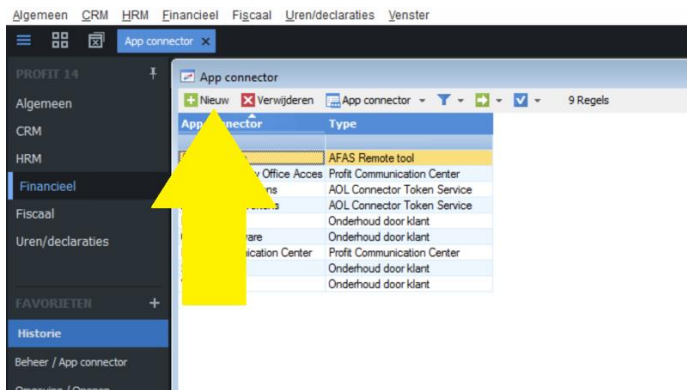 Algemeen CRM HRM Financieel Fiscaal Uren/declaraties Venster
App connector
PROFIT 14
App connector
Algemeen
Nieuw Verwijderen App connector 9 Regels
CRM
Type
HRM
AFAS Remote tool
Office Acces Profit Communication Center
Financieel
AOL Connector Token Service
AOL Connector Token Service
Fiscaal
Onderhoud door klant
Onderhoud door klant
Uren/declaraties
Center Profit Communication Center
Onderhoud door klant
Onderhoud door klant
FAVORIETEN
Historie
Beheer / App connector